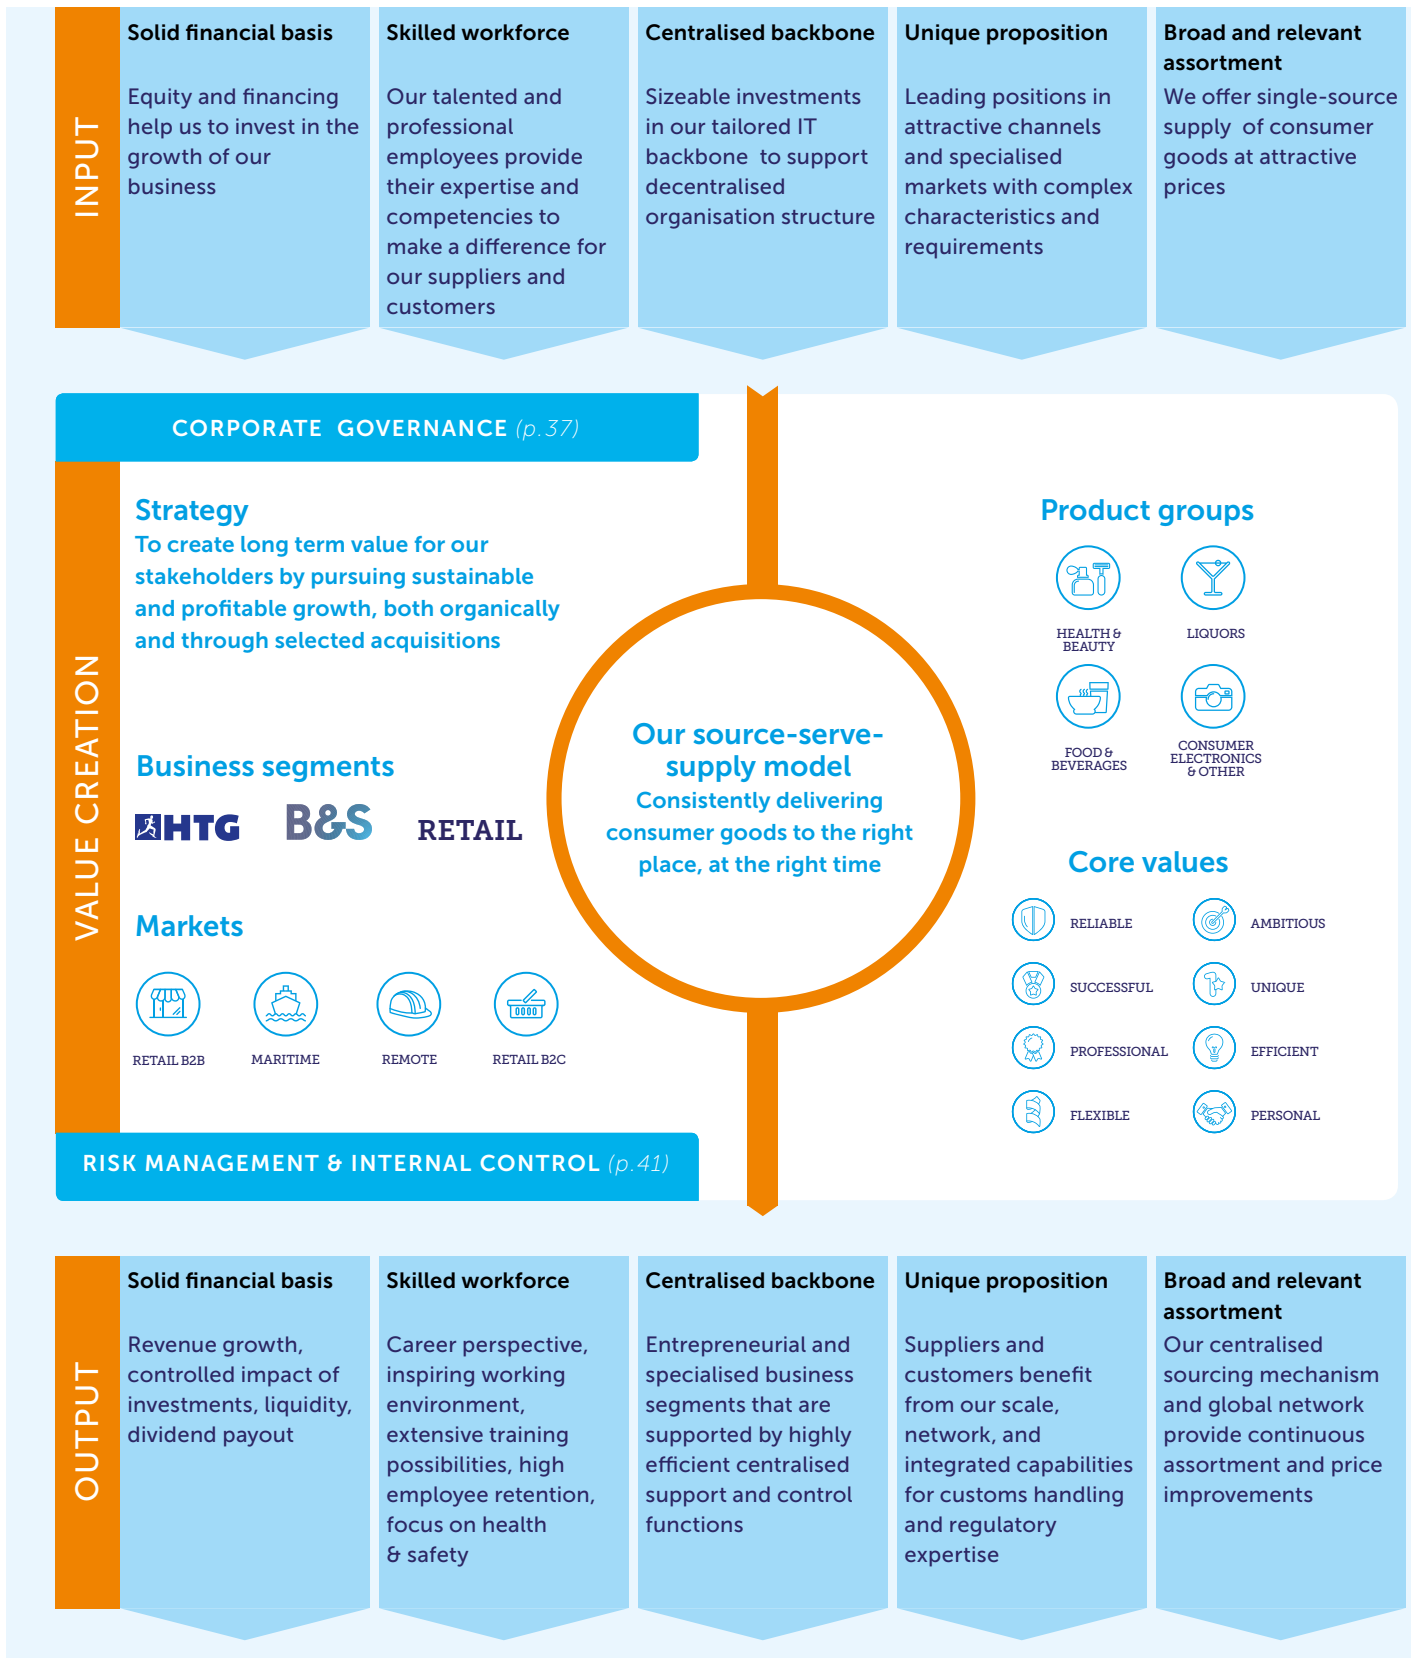 INPUT
Solid financial basis
Equity and financing
help us to invest in the
growth of our
business
Skilled workforce
Our talented and
professional
employees provide
their expertise and
competencies to
make a difference for
our suppliers and
customers
Centralised backbone
Sizeable investments
in our tailored IT
backbone to support
decentralised
organisation structure
Unique proposition
Leading positions in
attractive channels
and specialised
markets with complex
characteristics and
requirements
Broad and relevant
assortment
We offer single-source
supply of consumer
goods at attractive
prices
CORPORATE GOVERNANCE (p.37)
VALUE CREATION
Strategy
To create long term value for our
stakeholders by pursuing sustainable
and profitable growth, both organically
and through selected acquisitions
Business segments
HTG
B&S
RETAIL
Markets
RETAIL B2B
MARITIME
REMOTE
RETAIL B2C
Our source-serve-
supply model
Consistently delivering
consumer goods to the right
place, at the right time
Product groups
HEALTH &
BEAUTY
LIQUORS
FOOD &
BEVERAGES
CONSUMER
ELECTRONICS
& OTHER
Core values
RELIABLE
AMBITIOUS
SUCCESSFUL
UNIQUE
PROFESSIONAL
EFFICIENT
FLEXIBLE
PERSONAL
RISK MANAGEMENT & INTERNAL CONTROL (p.41)
OUTPUT
Solid financial basis
Revenue growth,
controlled impact of
investments, liquidity,
dividend payout
Skilled workforce
Career perspective,
inspiring working
environment,
extensive training
possibilities, high
employee retention,
focus on health
& safety
Centralised backbone
Entrepreneurial and
specialised business
segments that are
supported by highly
efficient centralised
support and control
functions
Unique proposition
Suppliers and
customers benefit
from our scale,
network, and
integrated capabilities
for customs handling
and regulatory
expertise
Broad and relevant
assortment
Our centralised
sourcing mechanism
and global network
provide continuous
assortment and price
improvements